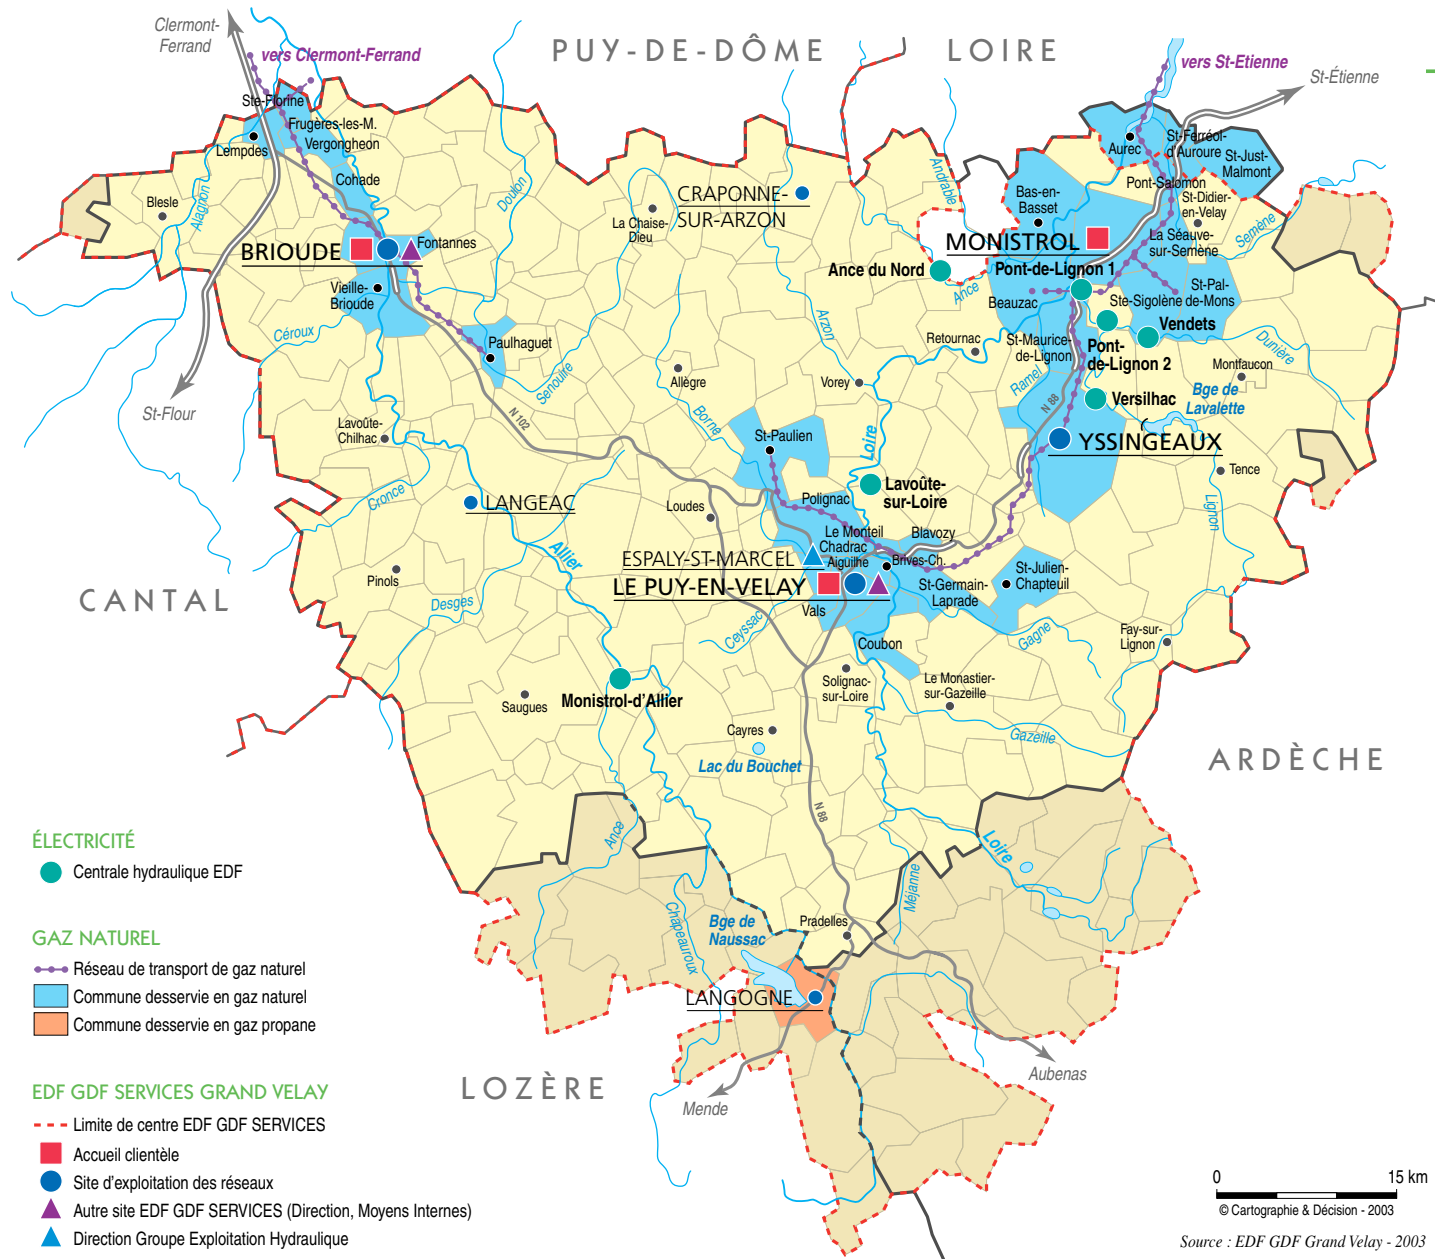 Clermont-
Ferrand
vers Clermont-Ferrand
PUY-DE-DÔME
LOIRE
vers St-Etienne
St-Étienne
Ste-Florine
Frugères-les-M.
Vergongheon
Lempdes
Cohade
Blesle
Alagnon
Doulon
BRIOUDE
Fontannes
Vieille-
Brioude
Céroux
Paulhaguet
Senouire
St-Flour
N 102
La Chaise-
Dieu
CRAPONNE-
SUR-ARZON
Andrable
Aurec
St-Ferréol-
d'Auroure
St-Just-
Malmont
Bas-en-
Basset
Pont-Salomon
St-Didier-
en-Velay
MONISTROL
La Séauve-
sur-Semène
Semène
Ance du Nord
Pont-de-Lignon 1
Ance
Beauzac
St-Pal-
de-Mons
Ste-Sigolène
Vendets
Arzon
Retournac
St-Maurice-
de-Lignon
Pont-
de-Lignon 2
Dunière
Montfaucon
Allègre
Vorey
Ramel
Versilhac
Bge de
Lavalette
N 88
Borne
Loire
YSSINGEAUX
Lavoûte-
Chilhac
St-Paulien
Tence
Cronce
LANGEAC
Loudes
Polignac
Lavoûte-
sur-Loire
Lignon
Allier
Le Monteil
Chadrac
Aiguilhe
Blavozy
Brives-Ch.
ESPALY-ST-MARCEL
LE PUY-EN-VELAY
St-Germain-
Laprade
St-Julien-
Chapteuil
Pinols
CANTAL
Desges
Vals
Ceyssac
Coubon
Gagne
Fay-sur-
Lignon
Saugues
Monistrol-d'Allier
Solignac-
sur-Loire
Le Monastier-
sur-Gazeille
Cayres
Lac du Bouchet
Gazeille
ARDÈCHE
N 88
Ance
Loire
Méjanne
Chapeauroux
Bge de
Naussac
Pradelles
LANGOGNE
LOZÈRE
Mende
Aubenas
ÉLECTRICITÉ
Centrale hydraulique EDF
GAZ NATUREL
Réseau de transport de gaz naturel
Commune desservie en gaz naturel
Commune desservie en gaz propane
EDF GDF SERVICES GRAND VELAY
Limite de centre EDF GDF SERVICES
Accueil clientèle
Site d'exploitation des réseaux
Autre site EDF GDF SERVICES (Direction, Moyens Internes)
Direction Groupe Exploitation Hydraulique
0 15 km
© Cartographie & Décision - 2003
Source : EDF GDF Grand Velay - 2003